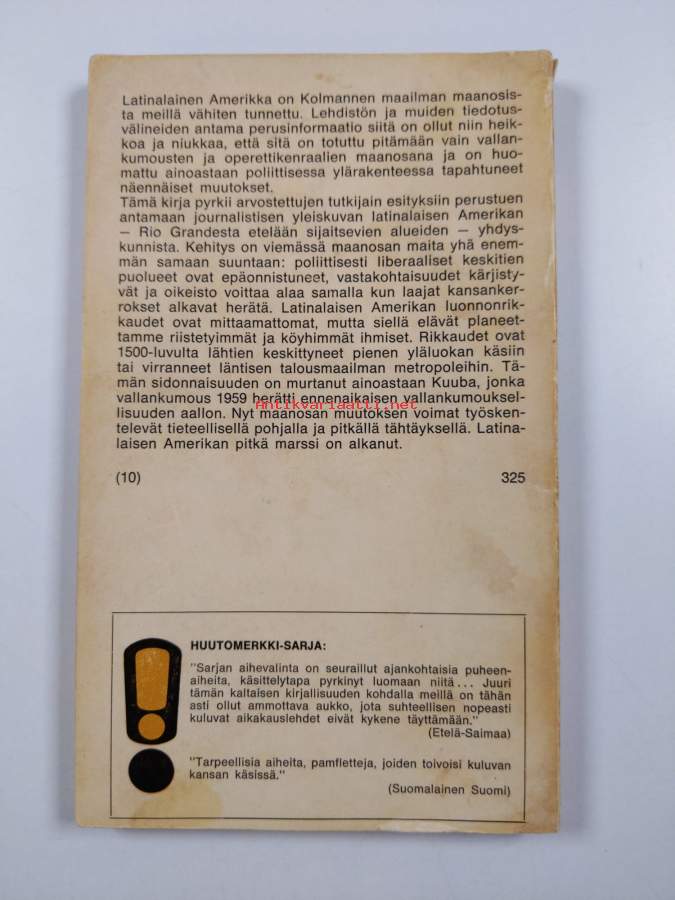 Latinalainen Amerikka on Kolmannen maailman maanosis-
ta meillä vähiten tunnettu. Lehdistön ja muiden tiedotus-
välineiden antama perusinformaatio siitä on ollut niin heik-
koa ja niukkaa, että sitä on totuttu pitämään vain vallan-
kumousten ja operettikenraalien maanosana ja on huo-
mattu ainoastaan poliittisessa ylärakenteessa tapahtuneet
näennäiset muutokset.
Tämä kirja pyrkii arvostettujen tutkijain esityksiin perustuen
antamaan journalistisen yleiskuvan latinalaisen Amerikan
— Rio Grandesta etelään sijaitsevien alueiden — yhdys-
kunnista. Kehitys on viemässä maanosan maita yhä enem-
män samaan suuntaan: poliittisesti liberaaliset keskitien
puolueet ovat epäonnistuneet, vastakohtaisuudet kärjisty-
vät ja oikeisto voittaa alaa samalla kun laajat kansanker-
rokset alkavat herätä. Latinalaisen Amerikan luonnonrik-
kaudet ovat mittaamattomat, mutta siellä elävät planeet-
tamme riistetyimmät ja köyhimmät ihmiset. Rikkaudet ovat
1500-luvulta lähtien keskittyneet pienen yläluokan käsiin
tai virranneet läntisen talousmaailman metropoleihin. Tä-
män sidonnaisuuden on murtanut ainoastaan Kuuba, jonka
vallankumous 1959 herätti ennenaikaisen vallankumouksel-
Antikvariaatti.net
lisuuden aallon. Nyt maanosan muutoksen voimat työsken-
televät tieteellisellä pohjalla ja pitkällä tähtäyksellä. Latina-
laisen Amerikan pitkä marssi on alkanut.
(10) 325
HUUTOMERKKI-SARJA:
"Sarjan aihevalinta on seuraillut ajankohtaisia puheen-
aiheita, käsittelytapa pyrkinyt luomaan niitä... Juuri
tämän kaltaisen kirjallisuuden kohdalla meillä on tähän
asti ollut ammottava aukko, jota suhteellisen nopeasti
kuluvat aikakauslehdet eivät kykene täyttämään."
(Etelä-Saimaa)
"Tarpeellisia aiheita, pamfletteja, joiden toivoisi kuluvan
kansan käsissä."
(Suomalainen Suomi)